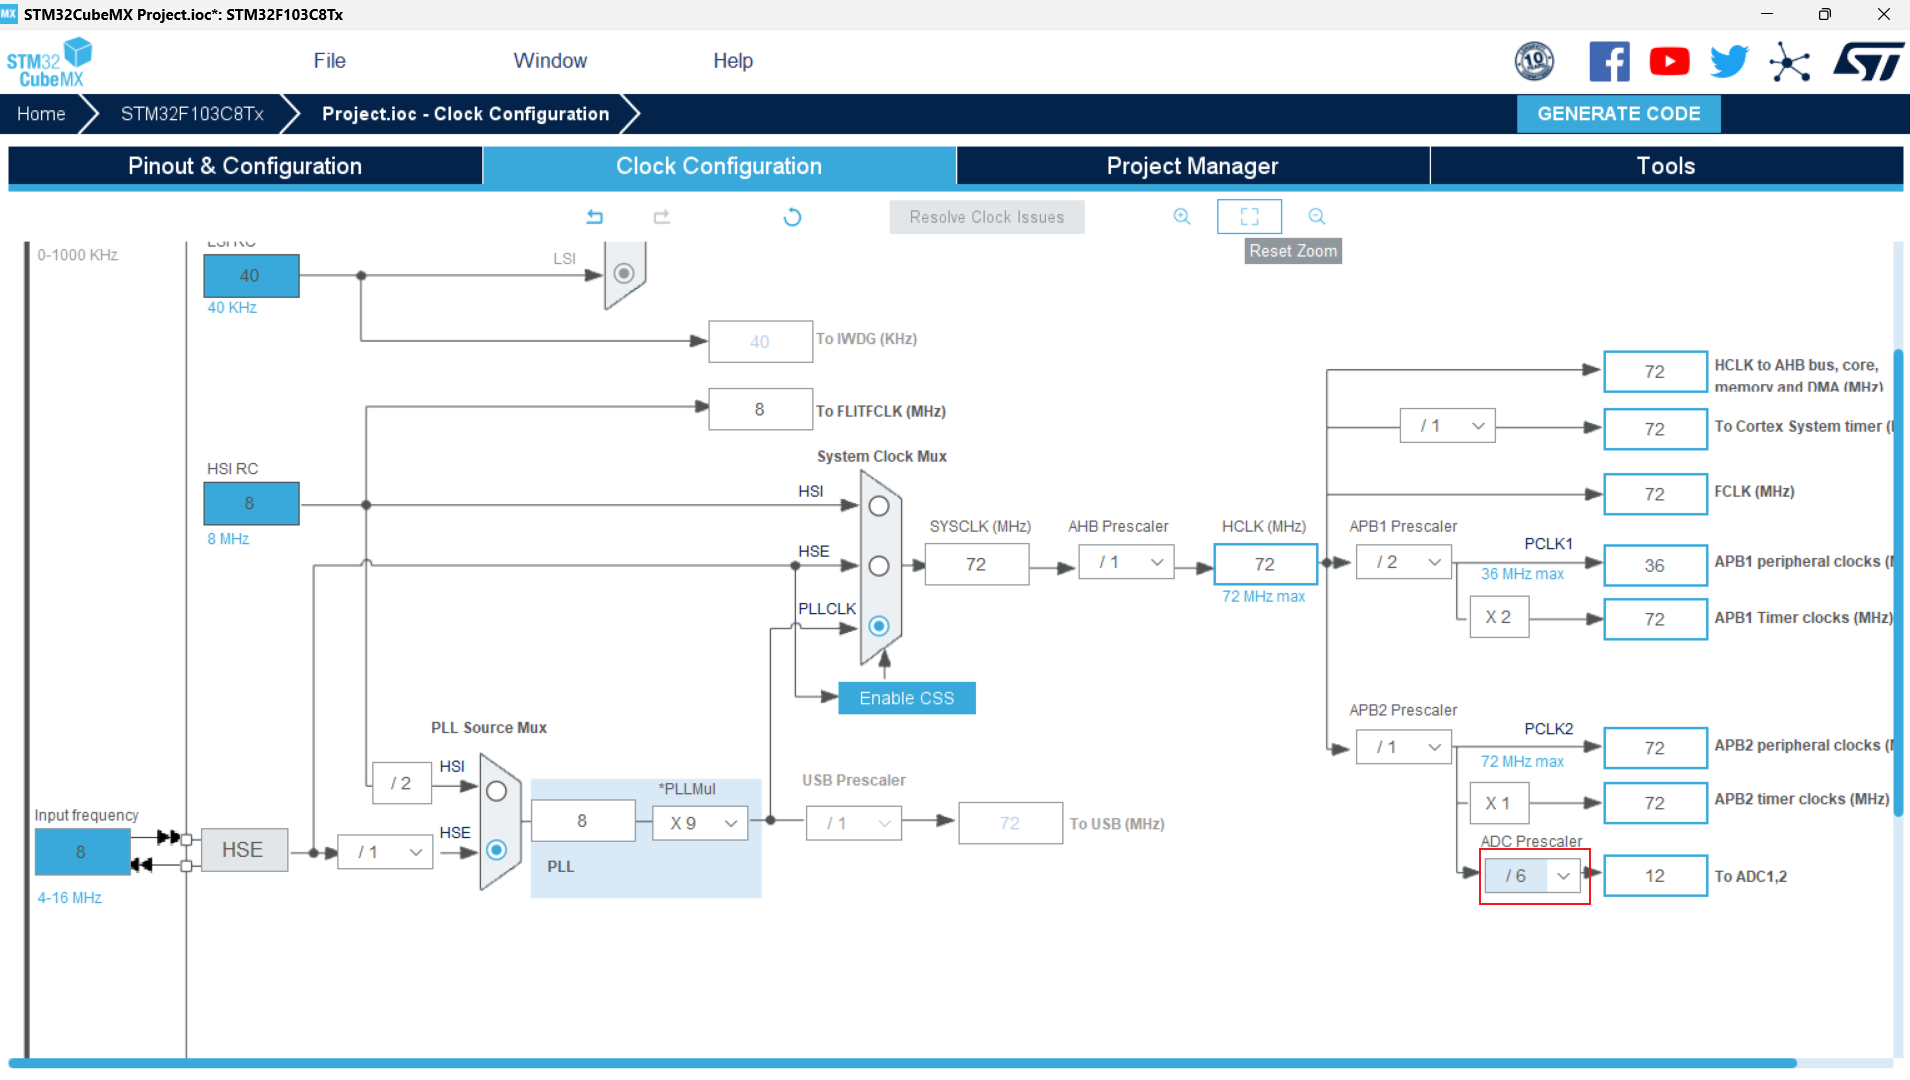 MX STM32CubeMX Project.ioc*: STM32F103C8Tx
STM32
CubeMX
File
Window
Help
10
ST
Home
STM32F103C8Tx
Project.ioc - Clock Configuration
GENERATE CODE
Pinout & Configuration
Clock Configuration
Project Manager
Tools
Resolve Clock Issues
Reset Zoom
0-1000 KHz
LSI RC
40
40 KHz
LSI
40
To IWDG (KHz)
8
To FLITFCLK (MHz)
HSI RC
8
8 MHz
System Clock Mux
HSI
HSE
PLLCLK
Enable CSS
SYSCLK (MHz)
72
AHB Prescaler
/ 1
HCLK (MHz)
72
72 MHz max
72
HCLK to AHB bus, core,
memory and DMA (MHz)
/ 1
72
To Cortex System timer (
72
FCLK (MHz)
APB1 Prescaler
/ 2
PCLK1
36 MHz max
36
APB1 peripheral clocks (
X 2
72
APB1 Timer clocks (MHz)
APB2 Prescaler
/ 1
PCLK2
72 MHz max
72
APB2 peripheral clocks (
X 1
72
APB2 timer clocks (MHz)
ADC Prescaler
/ 6
12
To ADC1,2
PLL Source Mux
/ 2
HSI
HSE
Input frequency
8
4-16 MHz
HSE
/ 1
8
*PLLMul
X 9
PLL
USB Prescaler
/ 1
72
To USB (MHz)